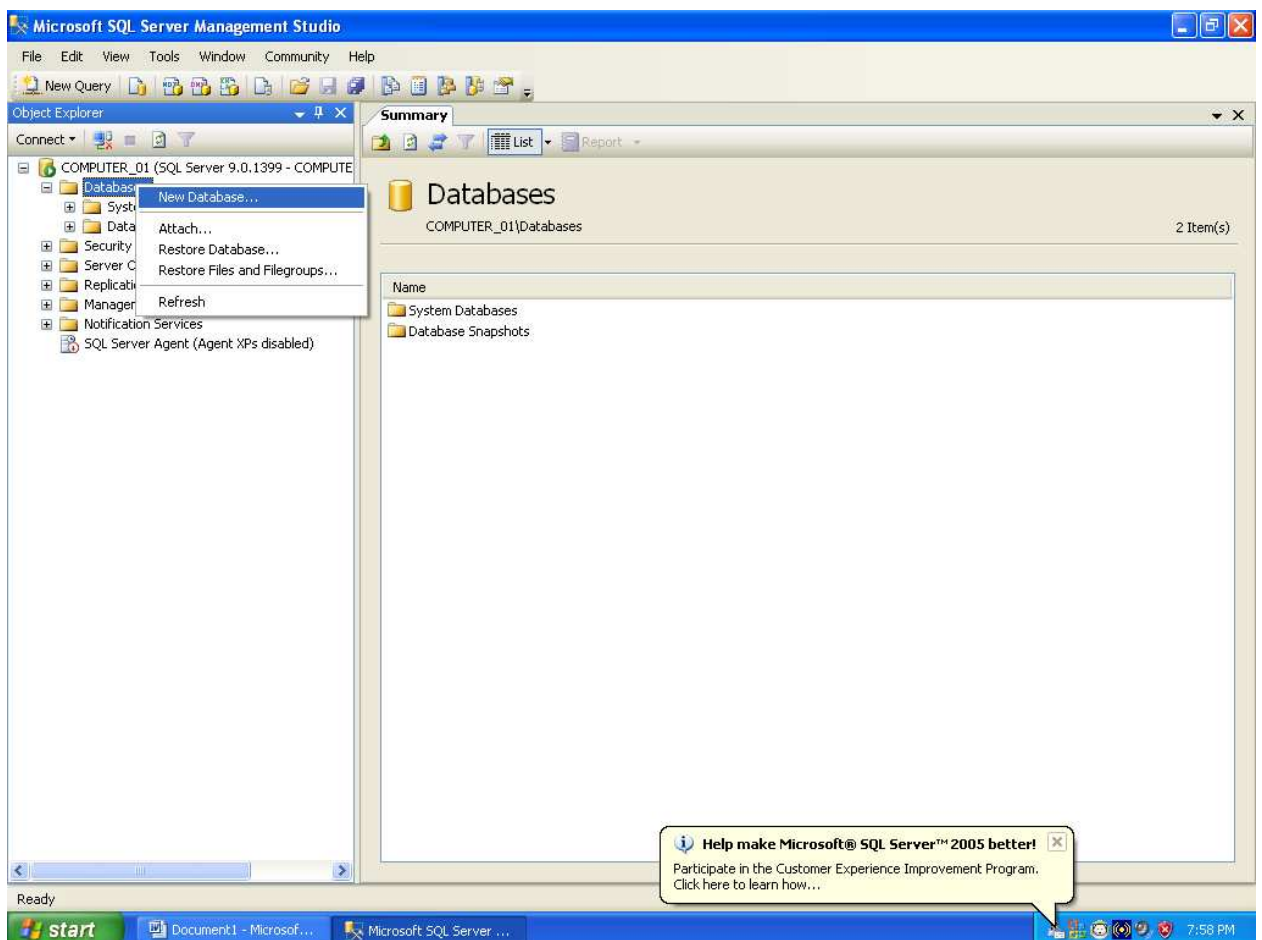 Microsoft SQL Server Management Studio
File Edit View Tools Window Community Help
New Query
Object Explorer
Connect
COMPUTER_01 (SQL Server 9.0.1399 - COMPUTE
Databases
New Database...
Attach...
Restore Database...
Restore Files and Filegroups...
Refresh
Syst
Data
Security
Server C
Replicati
Manager
Notification Services
SQL Server Agent (Agent XPs disabled)
Summary
List Report
Databases
COMPUTER_01\Databases
2 Item(s)
Name
System Databases
Database Snapshots
Help make Microsoft® SQL Server™ 2005 better!
Participate in the Customer Experience Improvement Program.
Click here to learn how...
Ready
start
Document1 - Microsof...
Microsoft SQL Server ...
7:58 PM